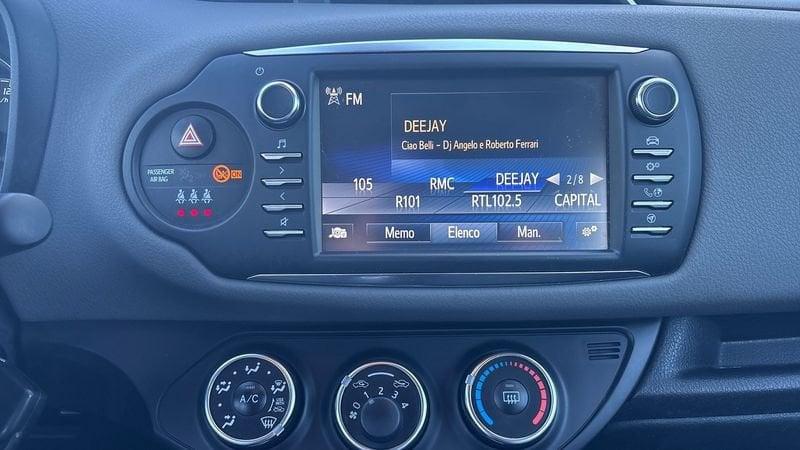 FM
DEEJAY
Ciao Belli - Dj Angelo e Roberto Ferrari
105 RMC DEEJAY 2/8
R101 RTL102.5 CAPITAL
Memo Elenco Man.
PASSENGER
AIR BAG
ON
A/C
0 1 2 3 4
12